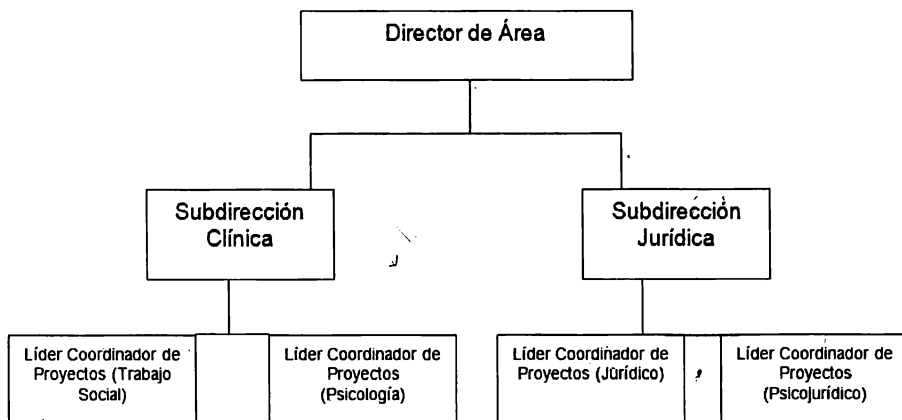 Director de Área
Subdirección
Clínica
Subdirección
Jurídica
Líder Coordinador de
Proyectos (Trabajo
Social)
Líder Coordinador de
Proyectos
(Psicología)
Líder Coordinador de
Proyectos (Jurídico)
Líder Coordinador de
Proyectos
(Psicojurídico)